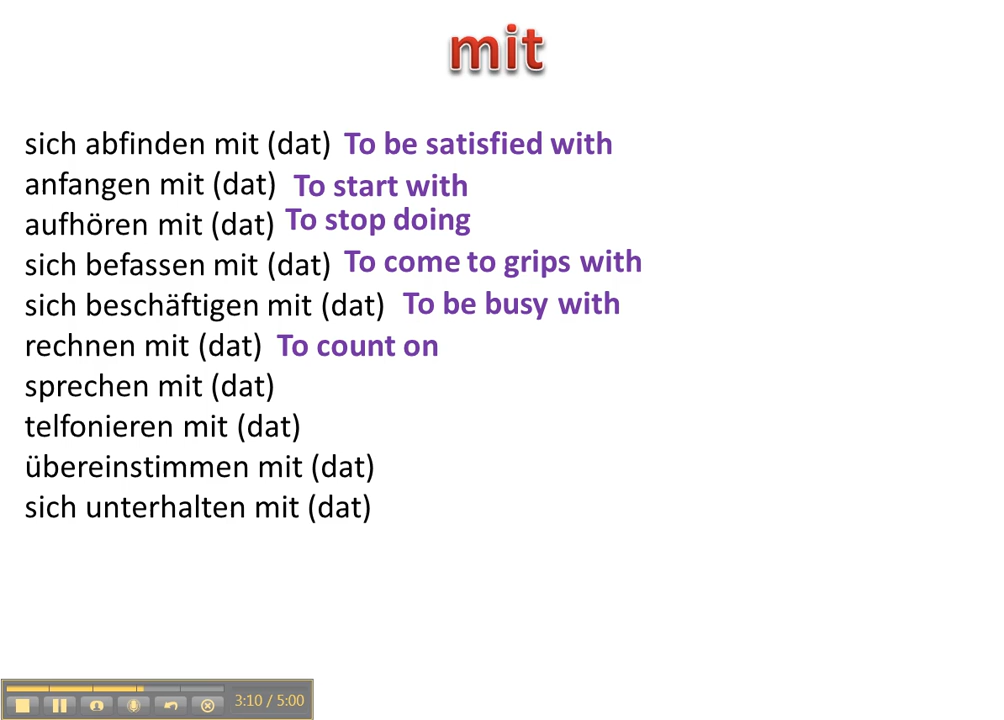 mit
sich abfinden mit (dat) To be satisfied with
anfangen mit (dat) To start with
aufhören mit (dat) To stop doing
sich befassen mit (dat) To come to grips with
sich beschäftigen mit (dat) To be busy with
rechnen mit (dat) To count on
sprechen mit (dat)
telfonieren mit (dat)
übereinstimmen mit (dat)
sich unterhalten mit (dat)
3:10 / 5:00